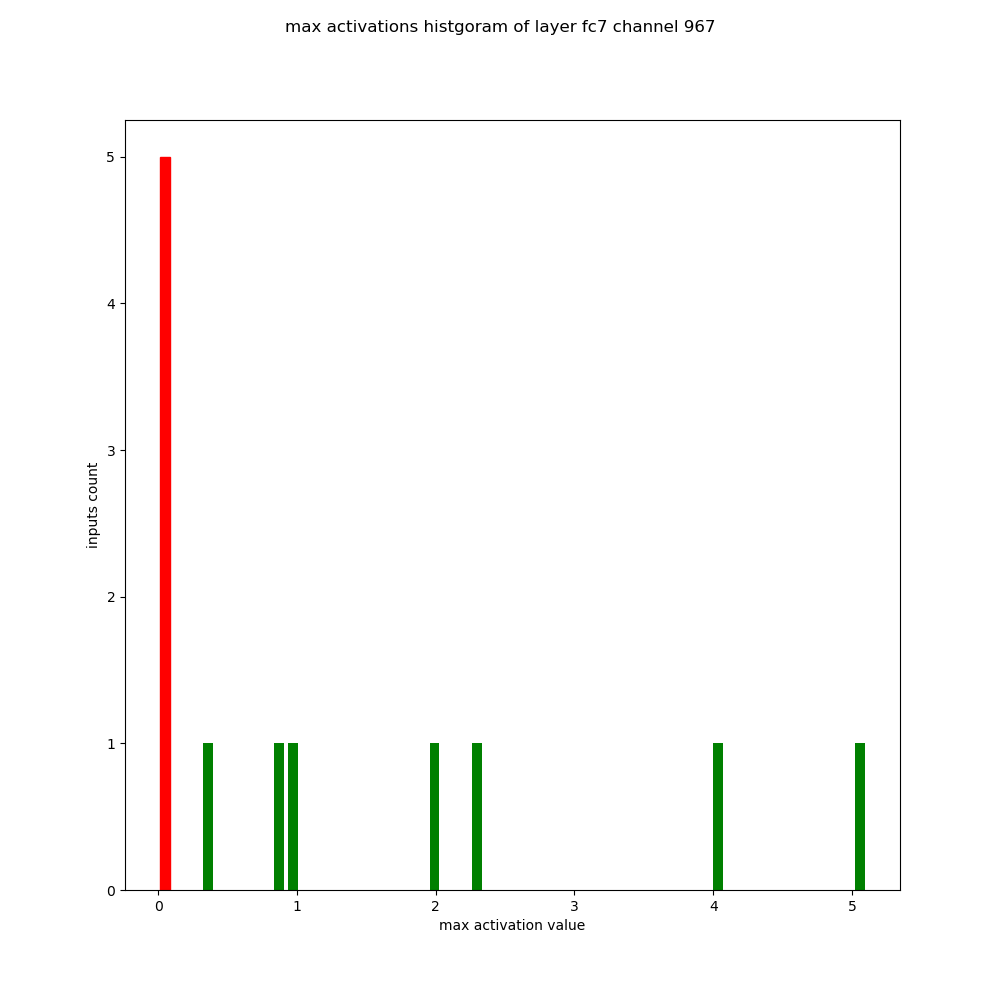 max activations histgoram of layer fc7 channel 967
5
4
3
2
1
0
inputs count
0 1 2 3 4 5
max activation value